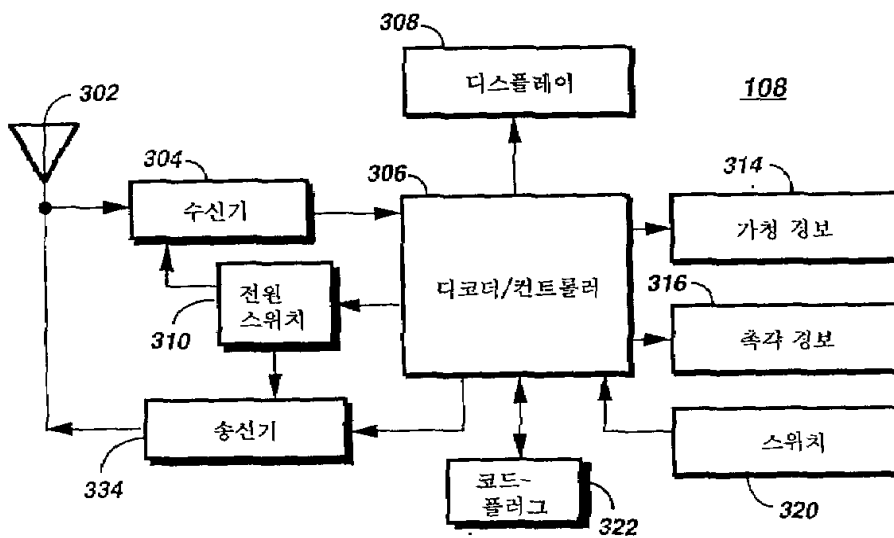 308
디스플레이
108
302
304
수신기
306
디코더/컨트롤러
314
가청 경보
310
전원
스위치
316
촉각 경보
334
송신기
코드-
플러그
322
스위치
320